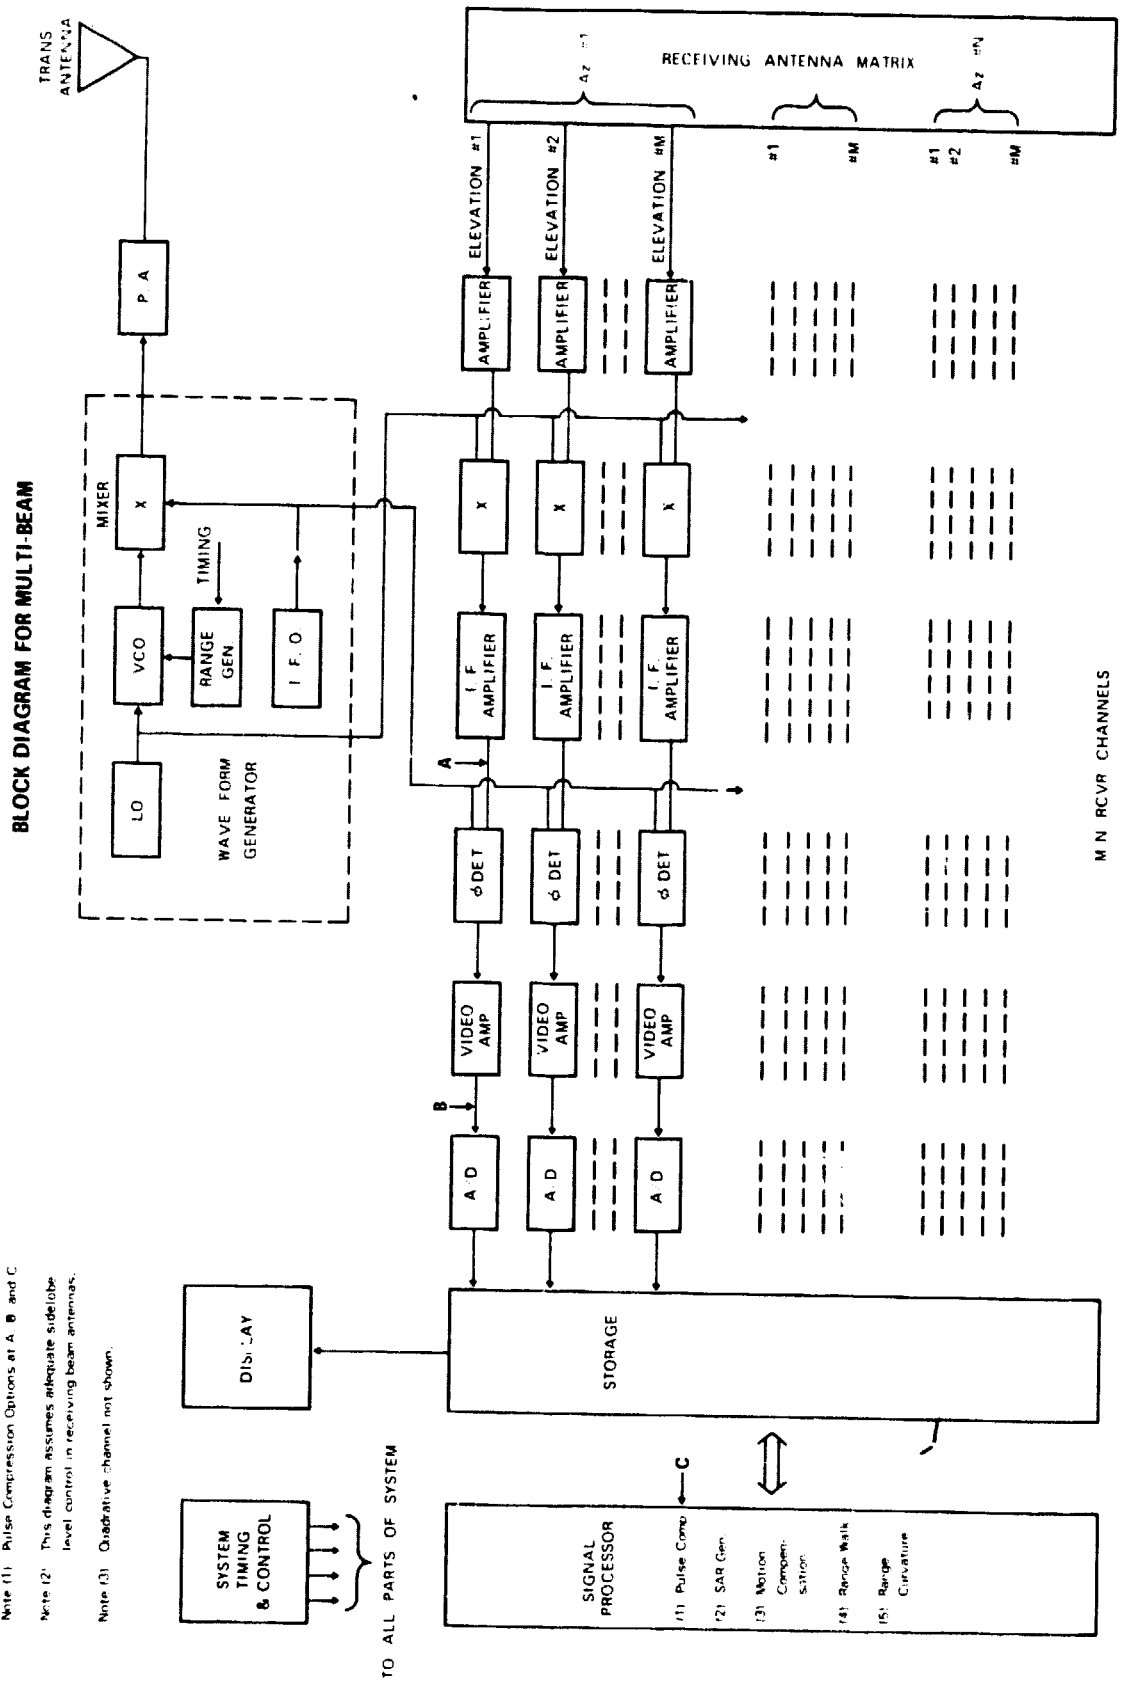 BLOCK DIAGRAM FOR MULTI-BEAM
TRANS
ANTENNA
P. A
MIXER
X
VCO
LO
RANGE
GEN
TIMING
I. F. O.
WAVE FORM
GENERATOR
RECEIVING ANTENNA MATRIX
Az #1
Az #N
#1
#M
#1
#2
#M
ELEVATION #1
ELEVATION #2
ELEVATION #M
AMPLIFIER
AMPLIFIER
AMPLIFIER
X
X
X
I. F.
AMPLIFIER
I. F.
AMPLIFIER
I. F.
AMPLIFIER
A
ϕ DET
ϕ DET
ϕ DET
VIDEO
AMP
VIDEO
AMP
VIDEO
AMP
B
A/D
A/D
A/D
M N RCVR CHANNELS
STORAGE
DISPLAY
SYSTEM
TIMING
& CONTROL
TO ALL PARTS OF SYSTEM
SIGNAL
PROCESSOR
C
(1) Pulse Comp
(2) SAR Gen.
(3) Motion
Compen-
sation
(4) Range Walk
(5) Range
Curvature
Note (1) Pulse Compression Options at A, B and C
Note (2) This diagram assumes adequate sidelobe
level control in receiving beam antennas.
Note (3) Quadrative channel not shown.